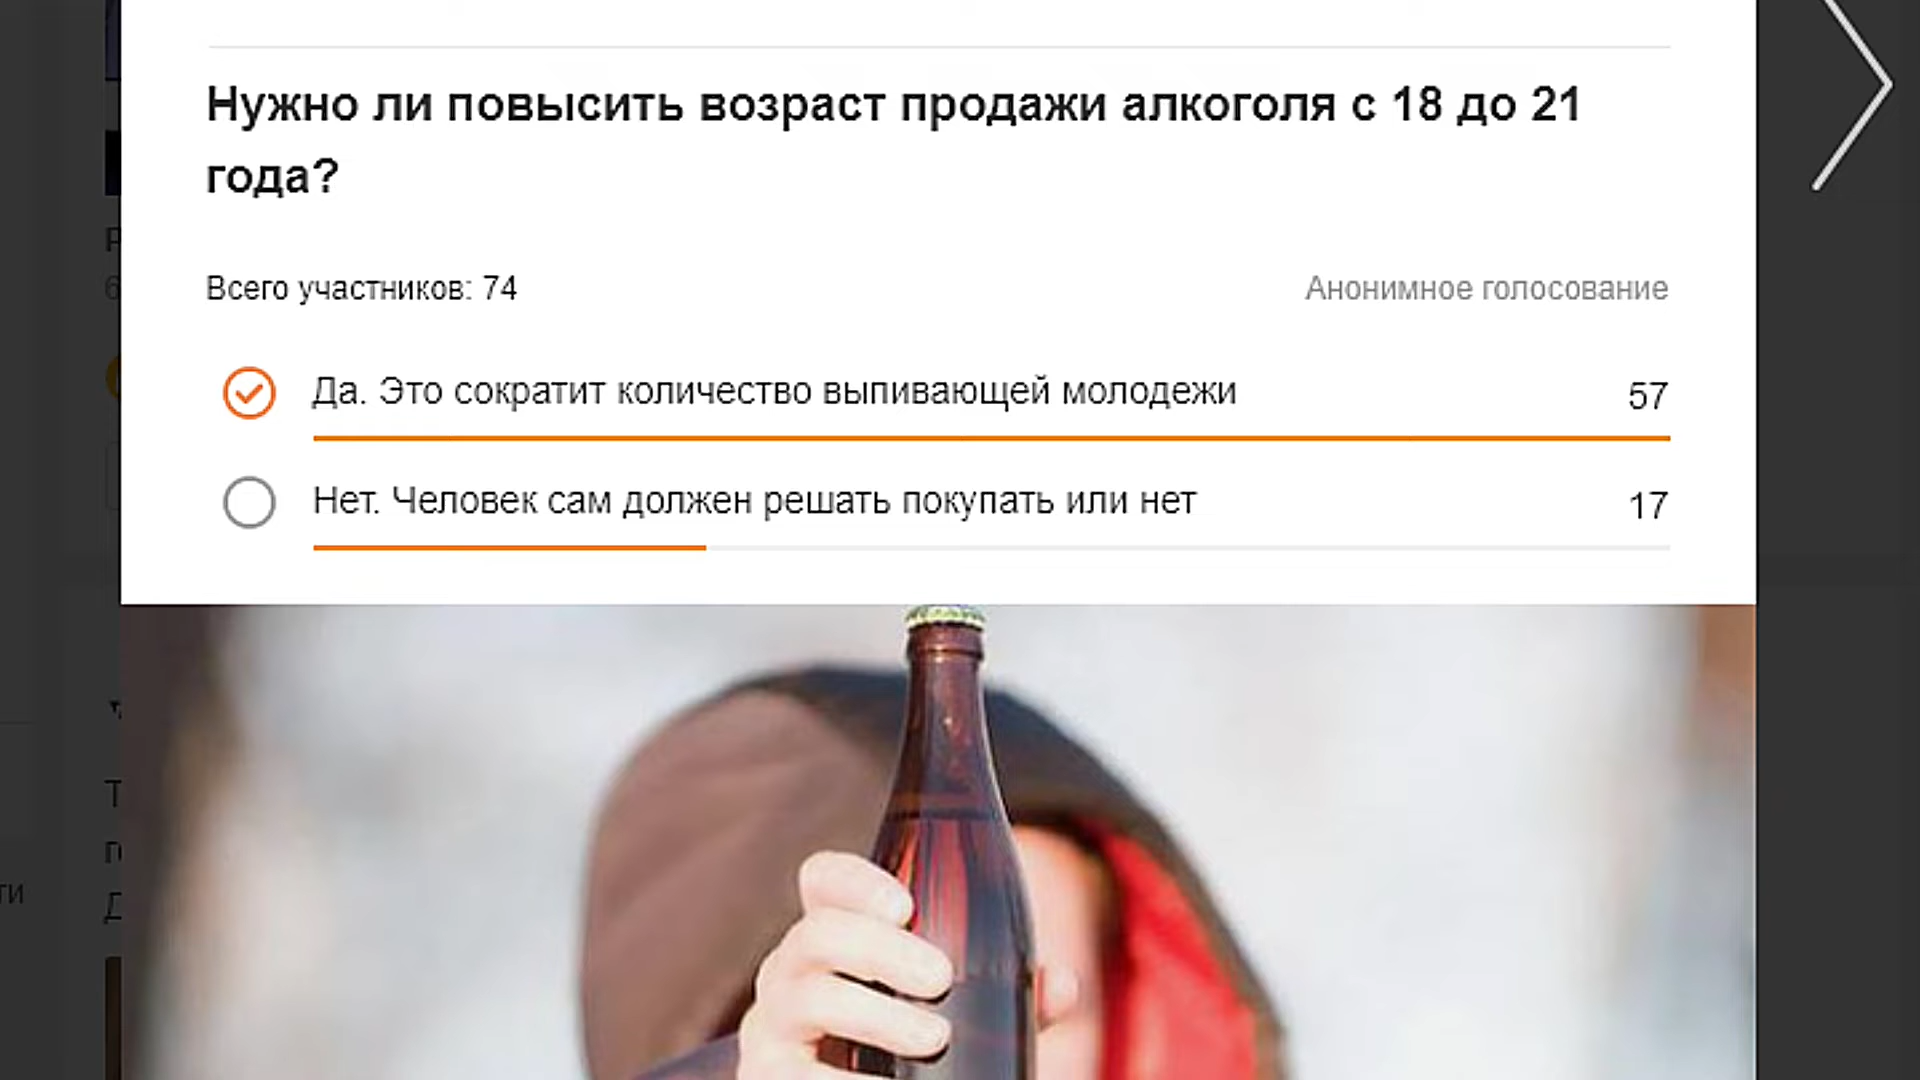 Нужно ли повысить возраст продажи алкоголя с 18 до 21
года?
Всего участников: 74
Анонимное голосование
Да. Это сократит количество выпивающей молодежи
57
Нет. Человек сам должен решать покупать или нет
17